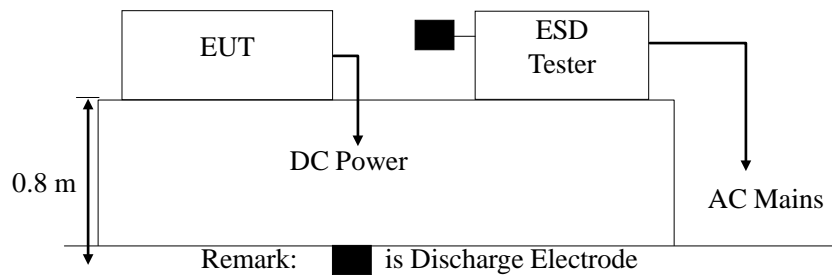 EUT
ESD
Tester
DC Power
0.8 m
AC Mains
Remark: is Discharge Electrode